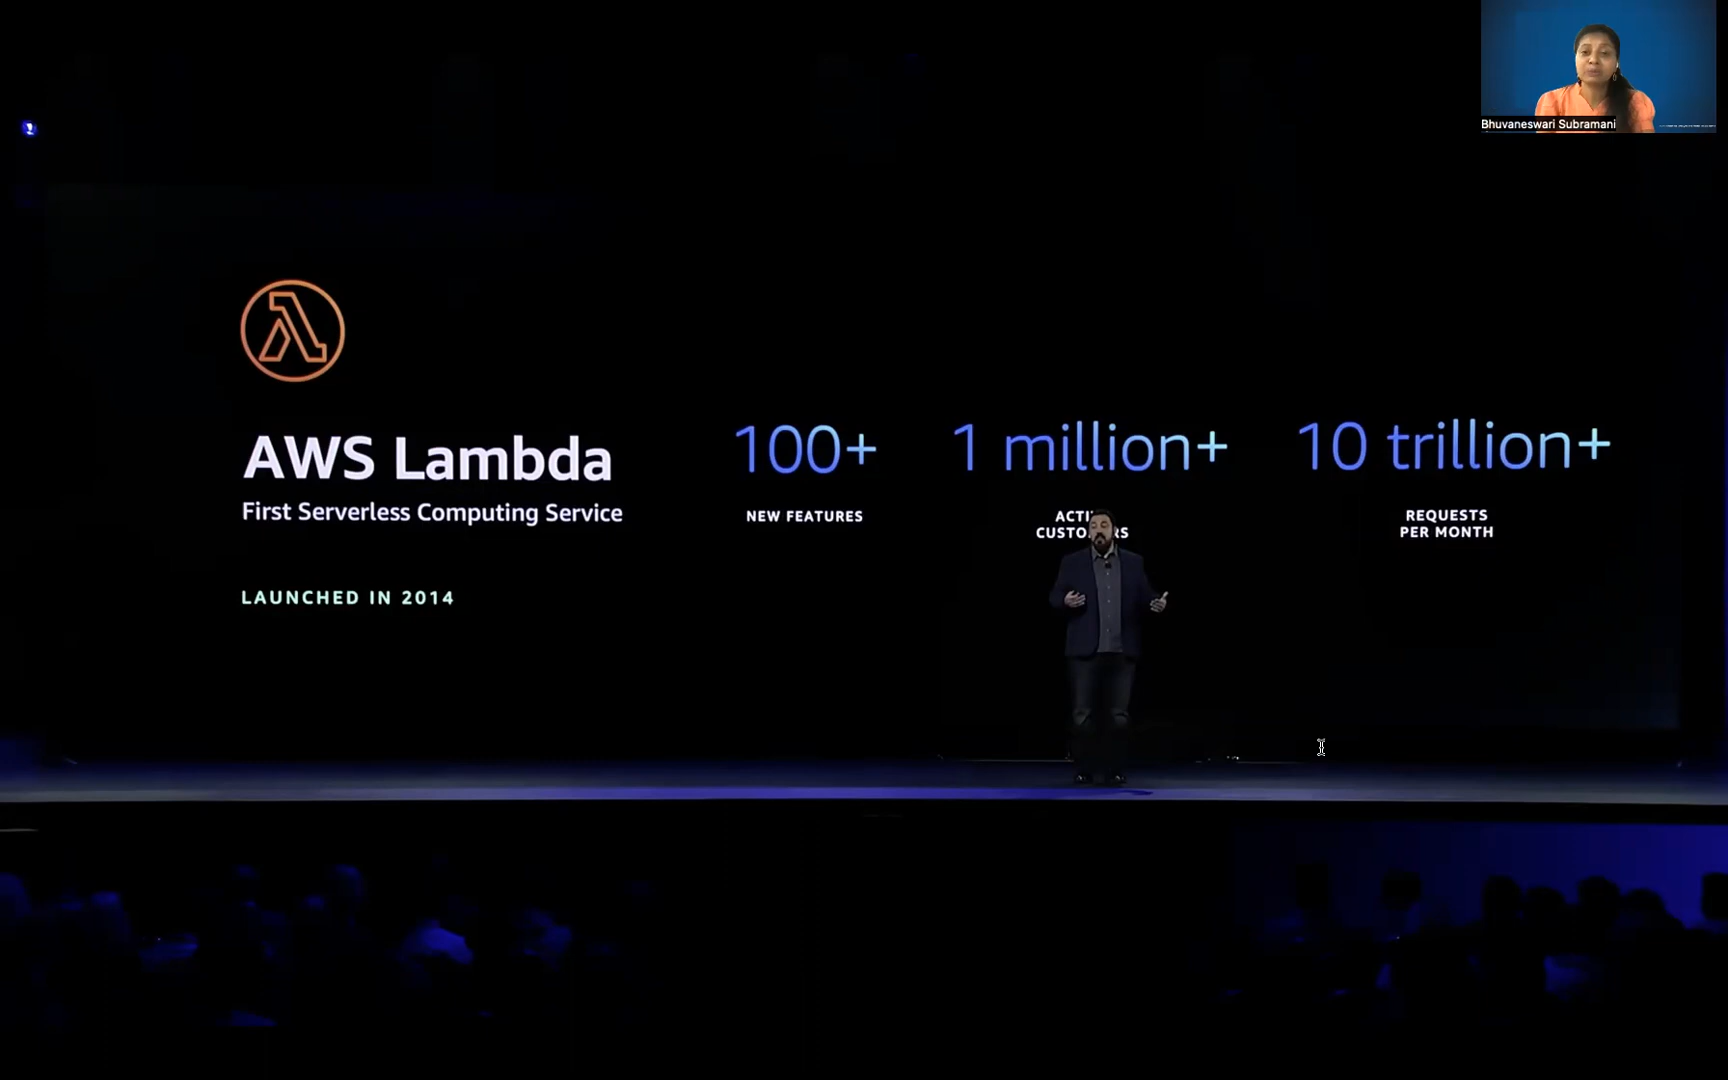 Bhuvaneswari Subramani
AWS Lambda
First Serverless Computing Service
LAUNCHED IN 2014
100+
NEW FEATURES
1 million+
10 trillion+
REQUESTS
PER MONTH